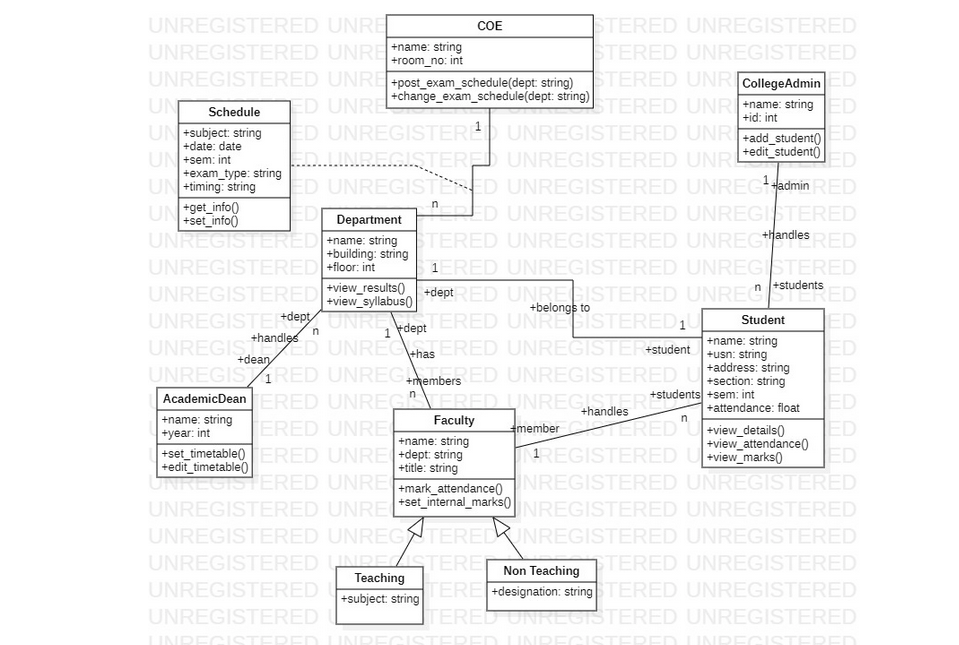 COE
+name: string
+room_no: int
+post_exam_schedule(dept: string)
+change_exam_schedule(dept: string)
CollegeAdmin
+name: string
+id: int
+add_student()
+edit_student()
Schedule
+subject: string
+date: date
+sem: int
+exam_type: string
+timing: string
+get_info()
+set_info()
1
n
1
+admin
+handles
n
+students
Department
+name: string
+building: string
+floor: int
+view_results()
+view_syllabus()
1
+dept
+belongs to
1
+student
+dept
n
+handles
+dean
1
+dept
1
+has
+members
n
Student
+name: string
+usn: string
+address: string
+section: string
+sem: int
+attendance: float
+view_details()
+view_attendance()
+view_marks()
AcademicDean
+name: string
+year: int
+set_timetable()
+edit_timetable()
Faculty
+name: string
+dept: string
+title: string
+mark_attendance()
+set_internal_marks()
+students
n
+handles
+member
1
Teaching
+subject: string
Non Teaching
+designation: string
UNREGISTERED